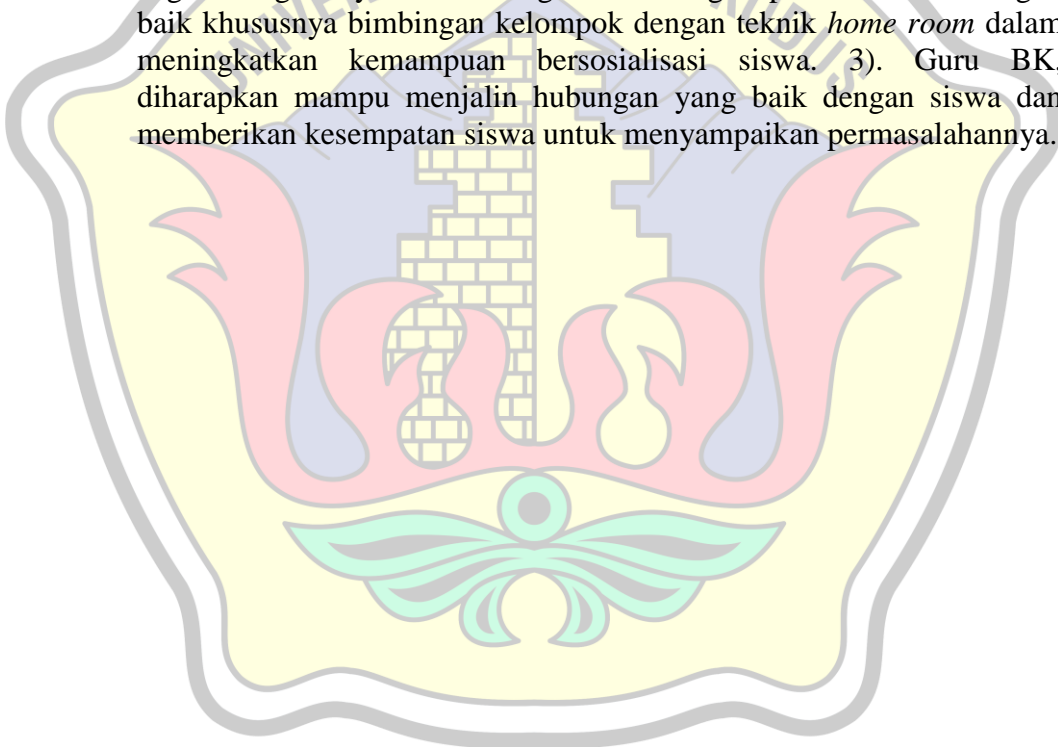 baik khususnya bimbingan kelompok dengan teknik home room dalam
meningkatkan kemampuan bersosialisasi siswa. 3). Guru BK,
diharapkan mampu menjalin hubungan yang baik dengan siswa dan
memberikan kesempatan siswa untuk menyampaikan permasalahannya.